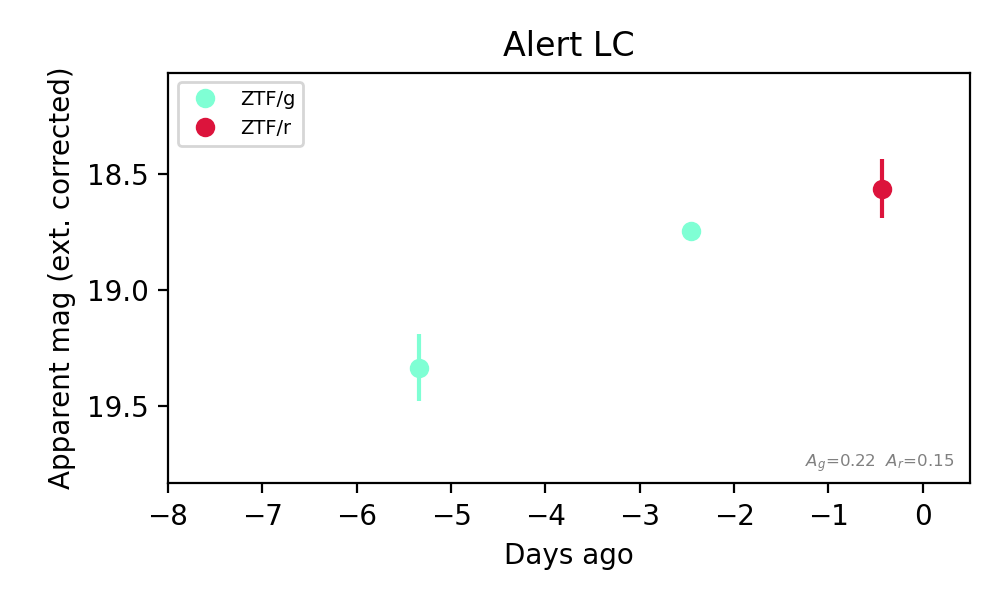 Alert LC
Apparent mag (ext. corrected)
ZTF/g
ZTF/r
18.5
19.0
19.5
A_g=0.22 A_r=0.15
−8 −7 −6 −5 −4 −3 −2 −1 0
Days ago